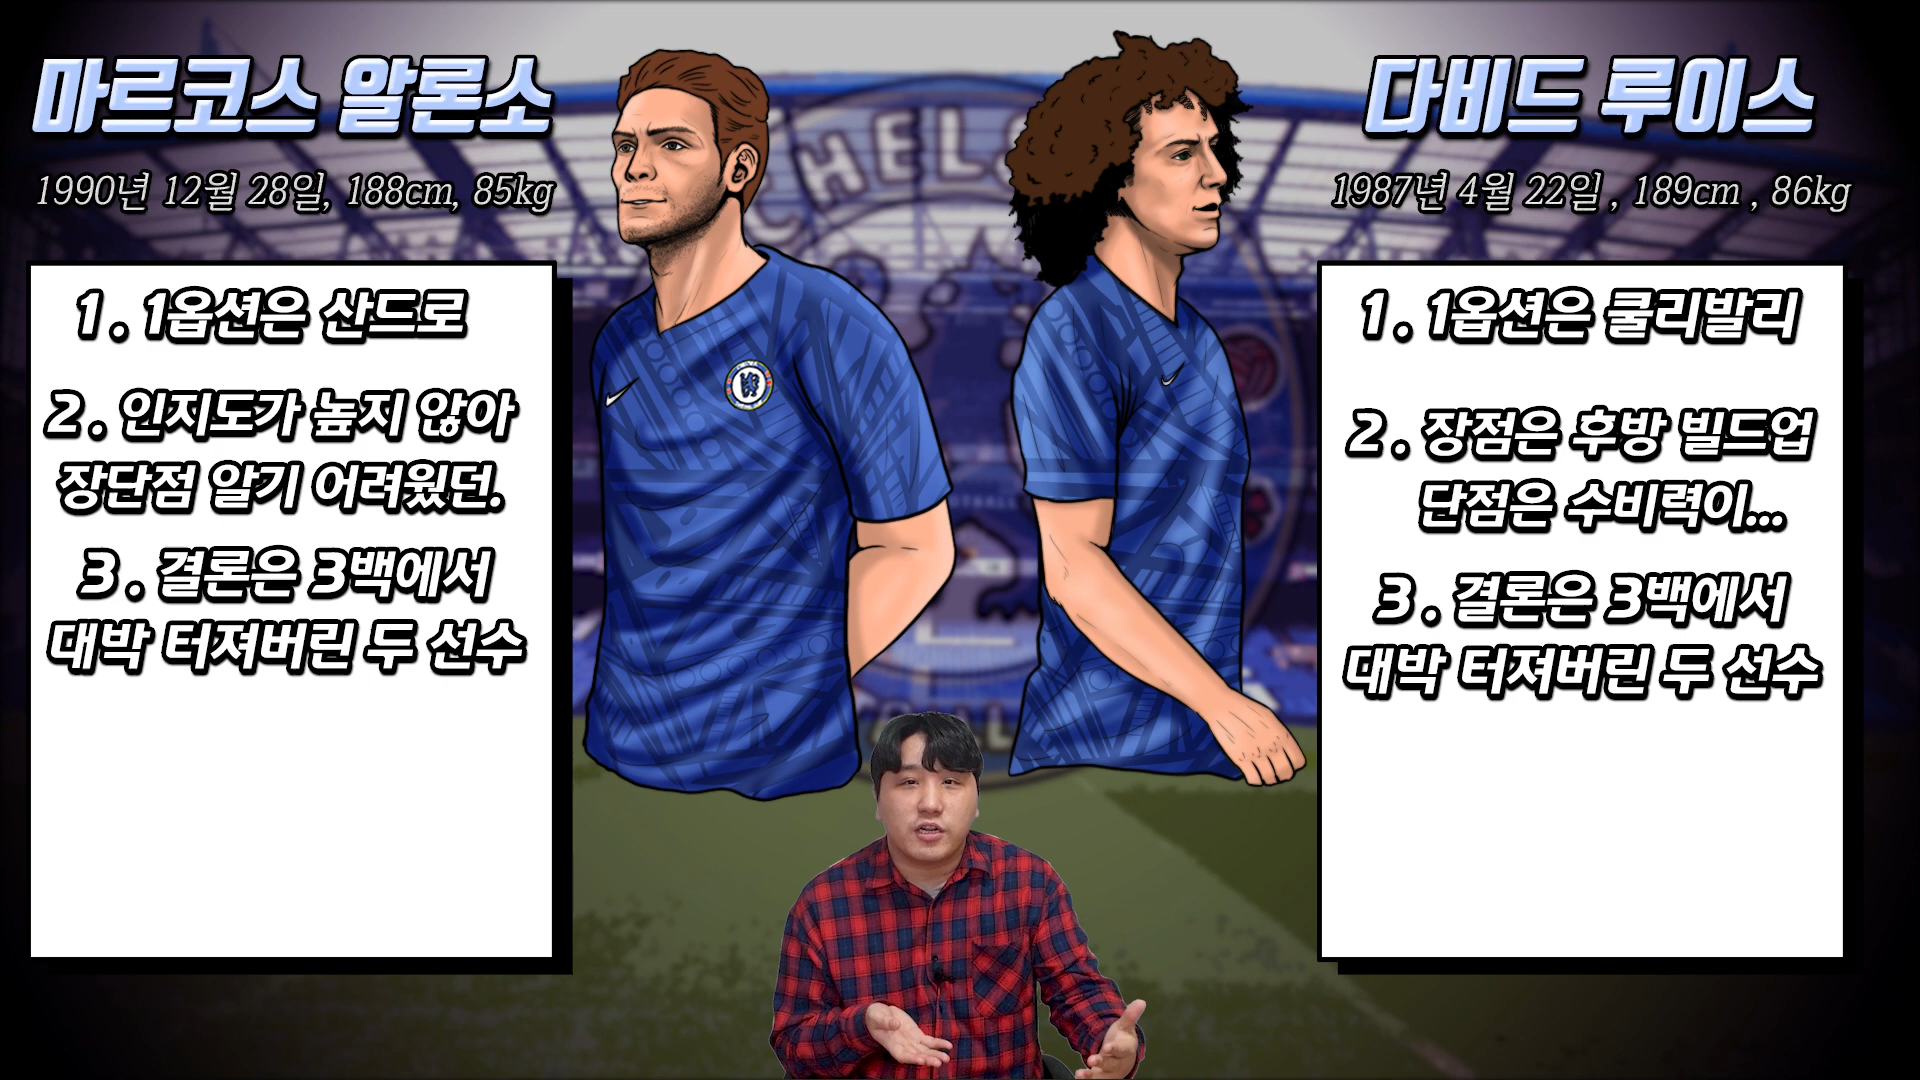 마르코스 알론소
1990년 12월 28일, 188cm, 85kg
1 . 1옵션은 산드로
2 . 인지도가 높지 않아
장단점 알기 어려웠던.
3 . 결론은 3백에서
대박 터져버린 두 선수
다비드 루이스
1987년 4월 22일 , 189cm , 86kg
1 . 1옵션은 쿨리발리
2 . 장점은 후방 빌드업
단점은 수비력이...
3 . 결론은 3백에서
대박 터져버린 두 선수